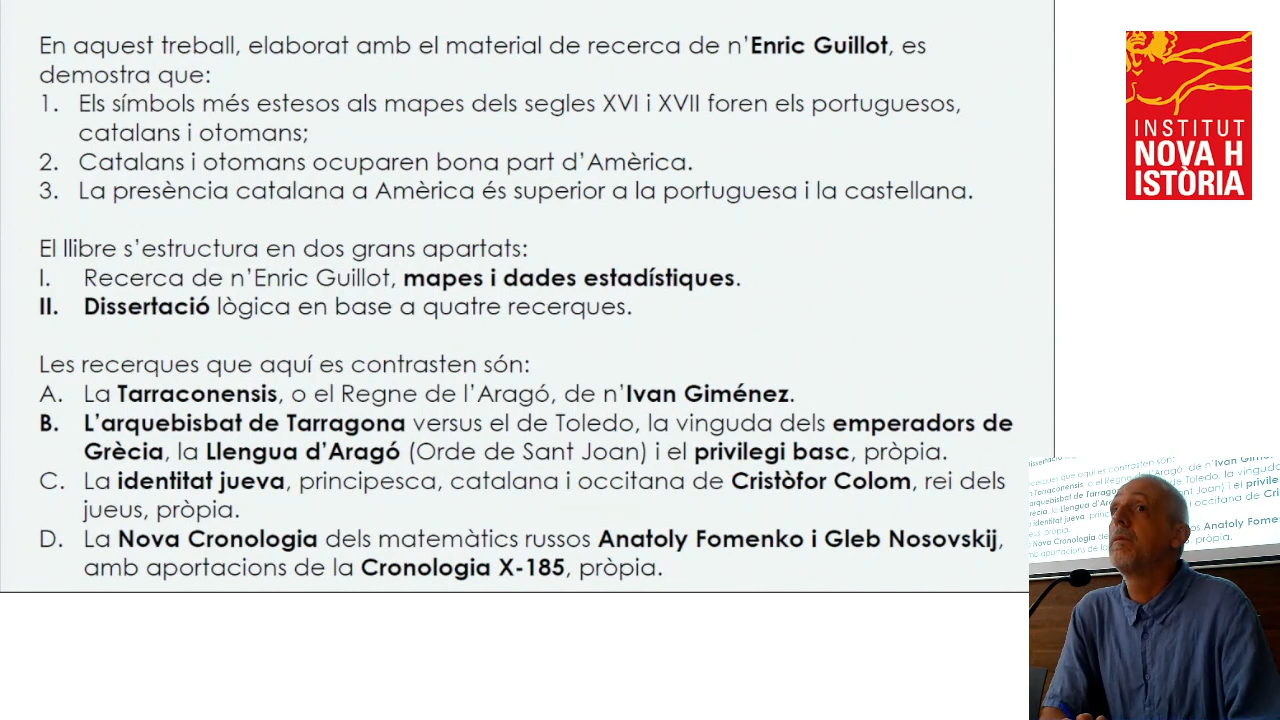 En aquest treball, elaborat amb el material de recerca de n’Enric Guillot, es
demostra que:
1. Els símbols més estesos als mapes dels segles XVI i XVII foren els portuguesos,
catalans i otomans;
2. Catalans i otomans ocuparen bona part d’Amèrica.
3. La presència catalana a Amèrica és superior a la portuguesa i la castellana.
El llibre s’estructura en dos grans apartats:
I. Recerca de n’Enric Guillot, mapes i dades estadístiques.
II. Dissertació lògica en base a quatre recerques.
Les recerques que aquí es contrasten són:
A. La Tarraconensis, o el Regne de l’Aragó, de n’Ivan Giménez.
B. L’arquebisbat de Tarragona versus el de Toledo, la vinguda dels emperadors de
Grècia, la Llengua d’Aragó (Orde de Sant Joan) i el privilegi basc, pròpia.
C. La identitat jueva, principesca, catalana i occitana de Cristòfor Colom, rei dels
jueus, pròpia.
D. La Nova Cronologia dels matemàtics russos Anatoly Fomenko i Gleb Nosovskij,
amb aportacions de la Cronologia X-185, pròpia.
INSTITUT
NOVA H
ISTÒRIA